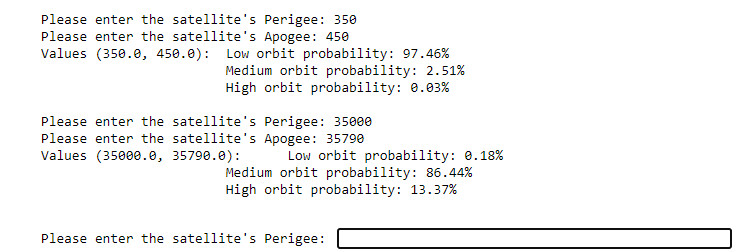 Please enter the satellite's Perigee: 350
Please enter the satellite's Apogee: 450
Values (350.0, 450.0):  Low orbit probability: 97.46%
Medium orbit probability: 2.51%
High orbit probability: 0.03%
Please enter the satellite's Perigee: 35000
Please enter the satellite's Apogee: 35790
Values (35000.0, 35790.0):      Low orbit probability: 0.18%
Medium orbit probability: 86.44%
High orbit probability: 13.37%
Please enter the satellite's Perigee: